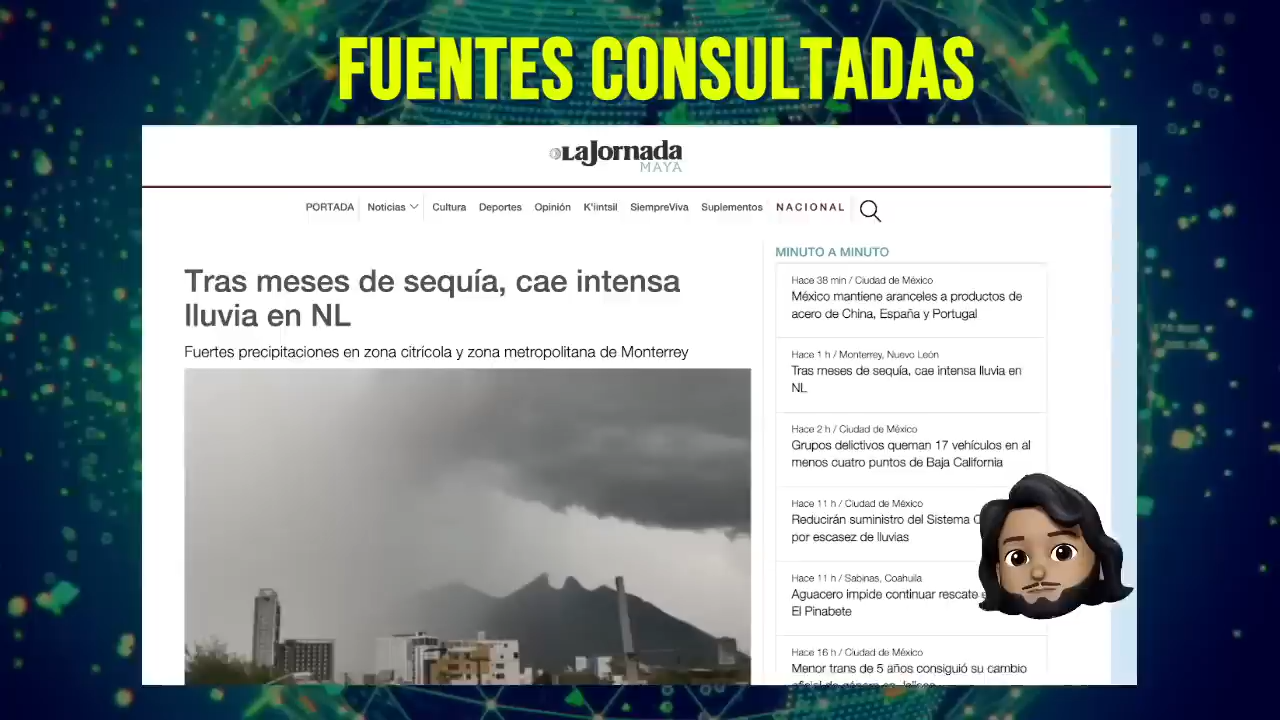 FUENTES CONSULTADAS
LaJornada
MAYA
PORTADA Noticias Cultura Deportes Opinión K'intsil SiempreViva Suplementos NACIONAL
Tras meses de sequía, cae intensa
lluvia en NL
Fuertes precipitaciones en zona citrícola y zona metropolitana de Monterrey
MINUTO A MINUTO
Hace 38 min / Ciudad de México
México mantiene aranceles a productos de
acero de China, España y Portugal
Hace 1 h / Monterrey, Nuevo León
Tras meses de sequía, cae intensa lluvia en
NL
Hace 2 h / Ciudad de México
Grupos delictivos queman 17 vehículos en al
menos cuatro puntos de Baja California
Hace 11 h / Ciudad de México
Reducirán suministro del Sistema
por escasez de lluvias
Hace 11 h / Sabinas, Coahuila
Aguacero impide continuar rescate
El Pinabete
Hace 16 h / Ciudad de México
Menor trans de 5 años consiguió su cambio